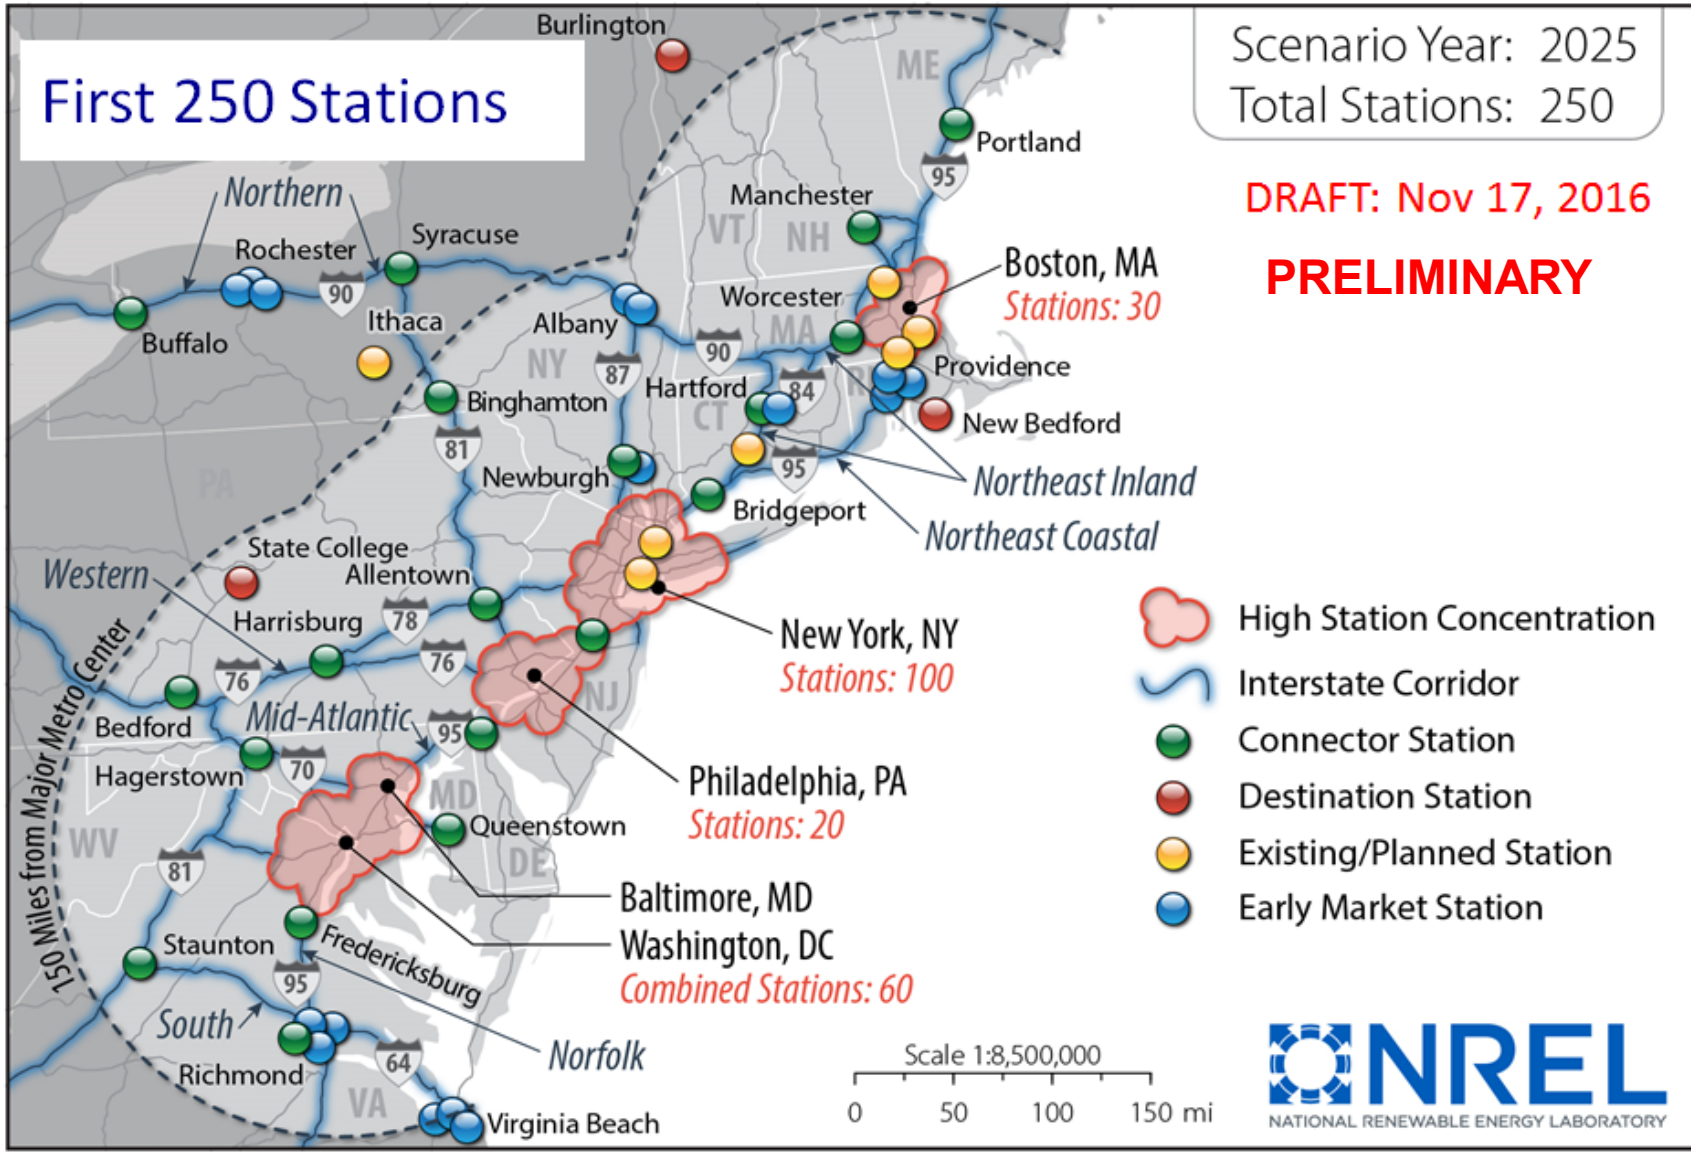 First 250 Stations
Scenario Year: 2025
Total Stations: 250
DRAFT: Nov 17, 2016
PRELIMINARY
Burlington
ME
Portland
95
Manchester
VT
NH
Northern
Rochester
Syracuse
90
Buffalo
Ithaca
Boston, MA
Stations: 30
Worcester
MA
Albany
NY
90
87
Hartford
84
CT
RI
Providence
New Bedford
Binghamton
81
Newburgh
95
Northeast Inland
Bridgeport
Northeast Coastal
PA
State College
Western
Allentown
78
Harrisburg
76
76
New York, NY
Stations: 100
NJ
Bedford
Mid-Atlantic
95
Hagerstown
70
Philadelphia, PA
Stations: 20
MD
Queenstown
DE
WV
81
Baltimore, MD
Washington, DC
Combined Stations: 60
150 Miles from Major Metro Center
Staunton
Fredericksburg
95
South
Norfolk
Richmond
64
VA
Virginia Beach
High Station Concentration
Interstate Corridor
Connector Station
Destination Station
Existing/Planned Station
Early Market Station
Scale 1:8,500,000
0 50 100 150 mi
NREL
NATIONAL RENEWABLE ENERGY LABORATORY